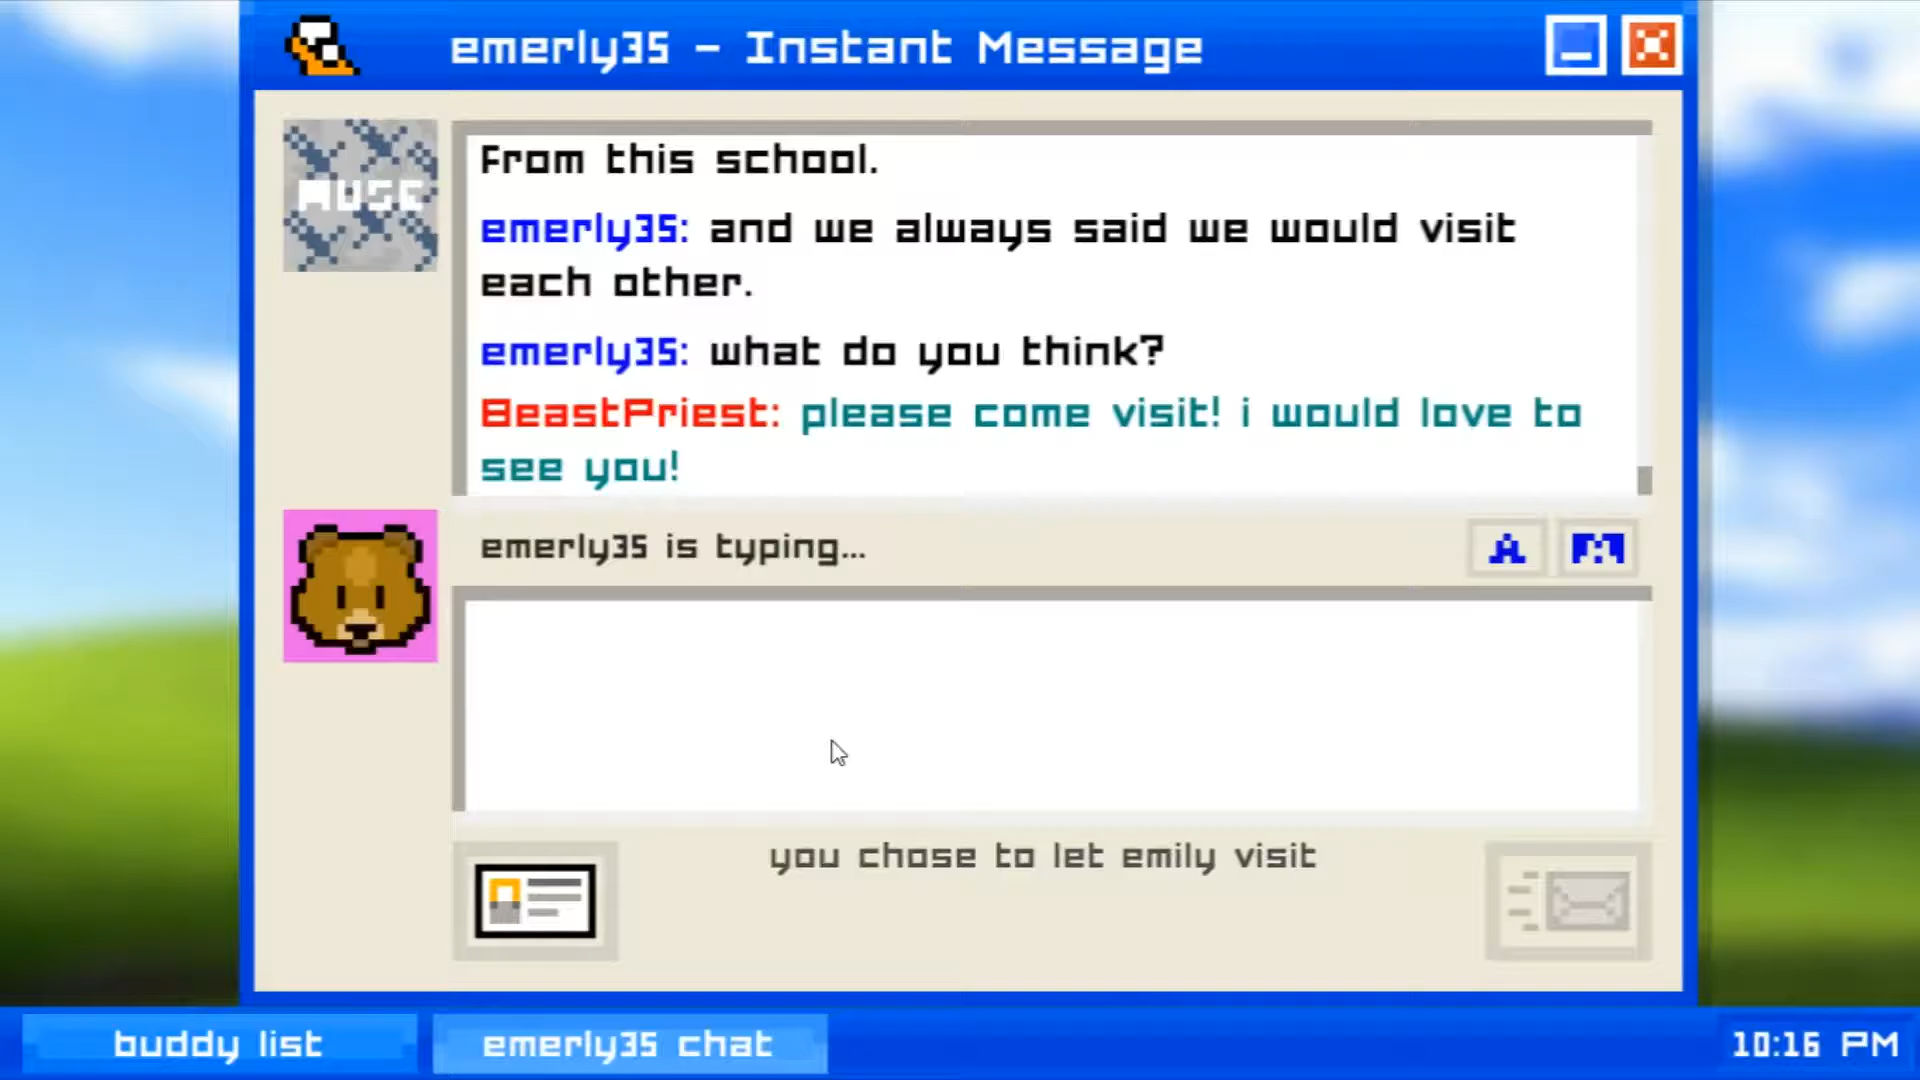 emerly35 - Instant Message
MUSE
From this school.
emerly35: and we always said we would visit
each other.
emerly35: what do you think?
BeastPriest: please come visit! i would love to
see you!
emerly35 is typing...
A
you chose to let emily visit
buddy list
emerly35 chat
10:16 PM